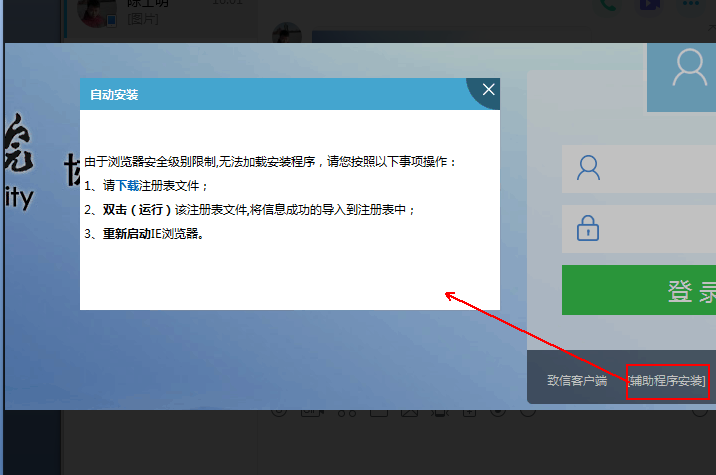 [图片]
自动安装
由于浏览器安全级别限制,无法加载安装程序，请您按照以下事项操作：
1、请下载注册表文件；
2、双击（运行）该注册表文件,将信息成功的导入到注册表中；
3、重新启动IE浏览器。
ity
登 录
致信客户端
[辅助程序安装]